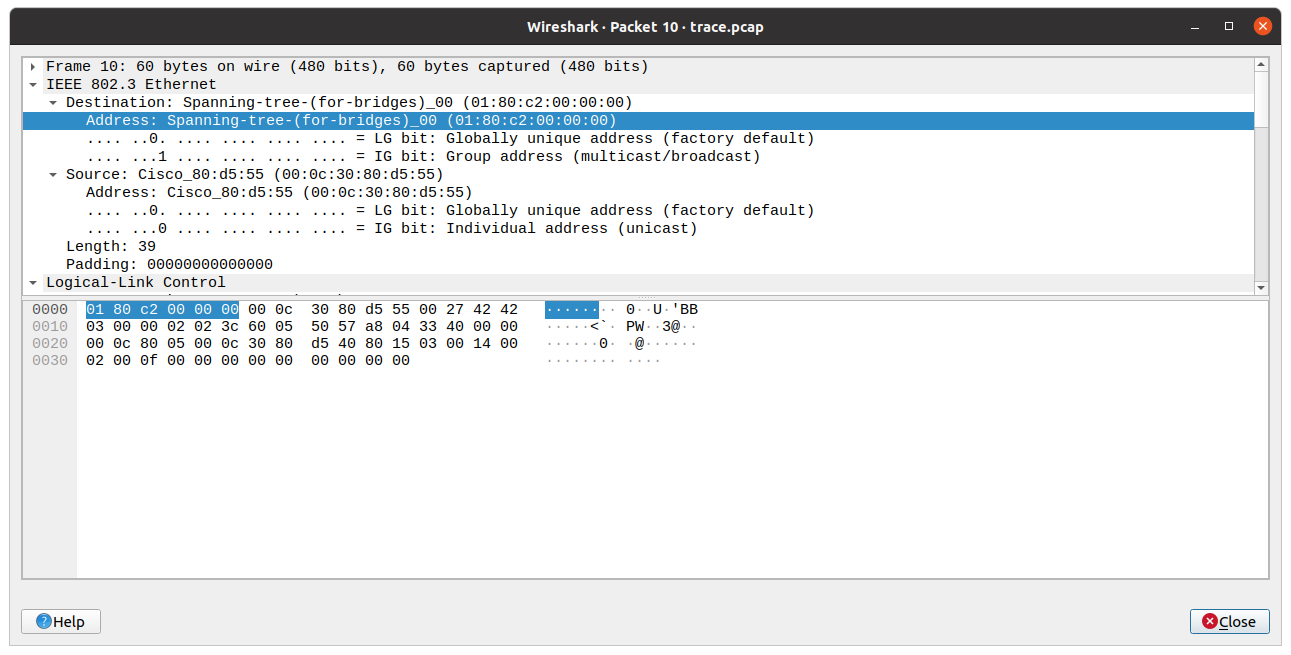 Wireshark · Packet 10 · trace.pcap
Frame 10: 60 bytes on wire (480 bits), 60 bytes captured (480 bits)
IEEE 802.3 Ethernet
Destination: Spanning-tree-(for-bridges)_00 (01:80:c2:00:00:00)
Address: Spanning-tree-(for-bridges)_00 (01:80:c2:00:00:00)
.... ..0. .... .... .... .... = LG bit: Globally unique address (factory default)
.... ...1 .... .... .... .... = IG bit: Group address (multicast/broadcast)
Source: Cisco_80:d5:55 (00:0c:30:80:d5:55)
Address: Cisco_80:d5:55 (00:0c:30:80:d5:55)
.... ..0. .... .... .... .... = LG bit: Globally unique address (factory default)
.... ...0 .... .... .... .... = IG bit: Individual address (unicast)
Length: 39
Padding: 00000000000000
Logical-Link Control
0000 01 80 c2 00 00 00 00 0c 30 80 d5 55 00 27 42 42 ········ 0··U·'BB
0010 03 00 00 02 02 3c 60 05 50 57 a8 04 33 40 00 00 ·····<`· PW··3@··
0020 00 0c 80 05 00 0c 30 80 d5 40 80 15 03 00 14 00 ······0· ·@······
0030 02 00 0f 00 00 00 00 00 00 00 00 00 ········ ····
Help
Close